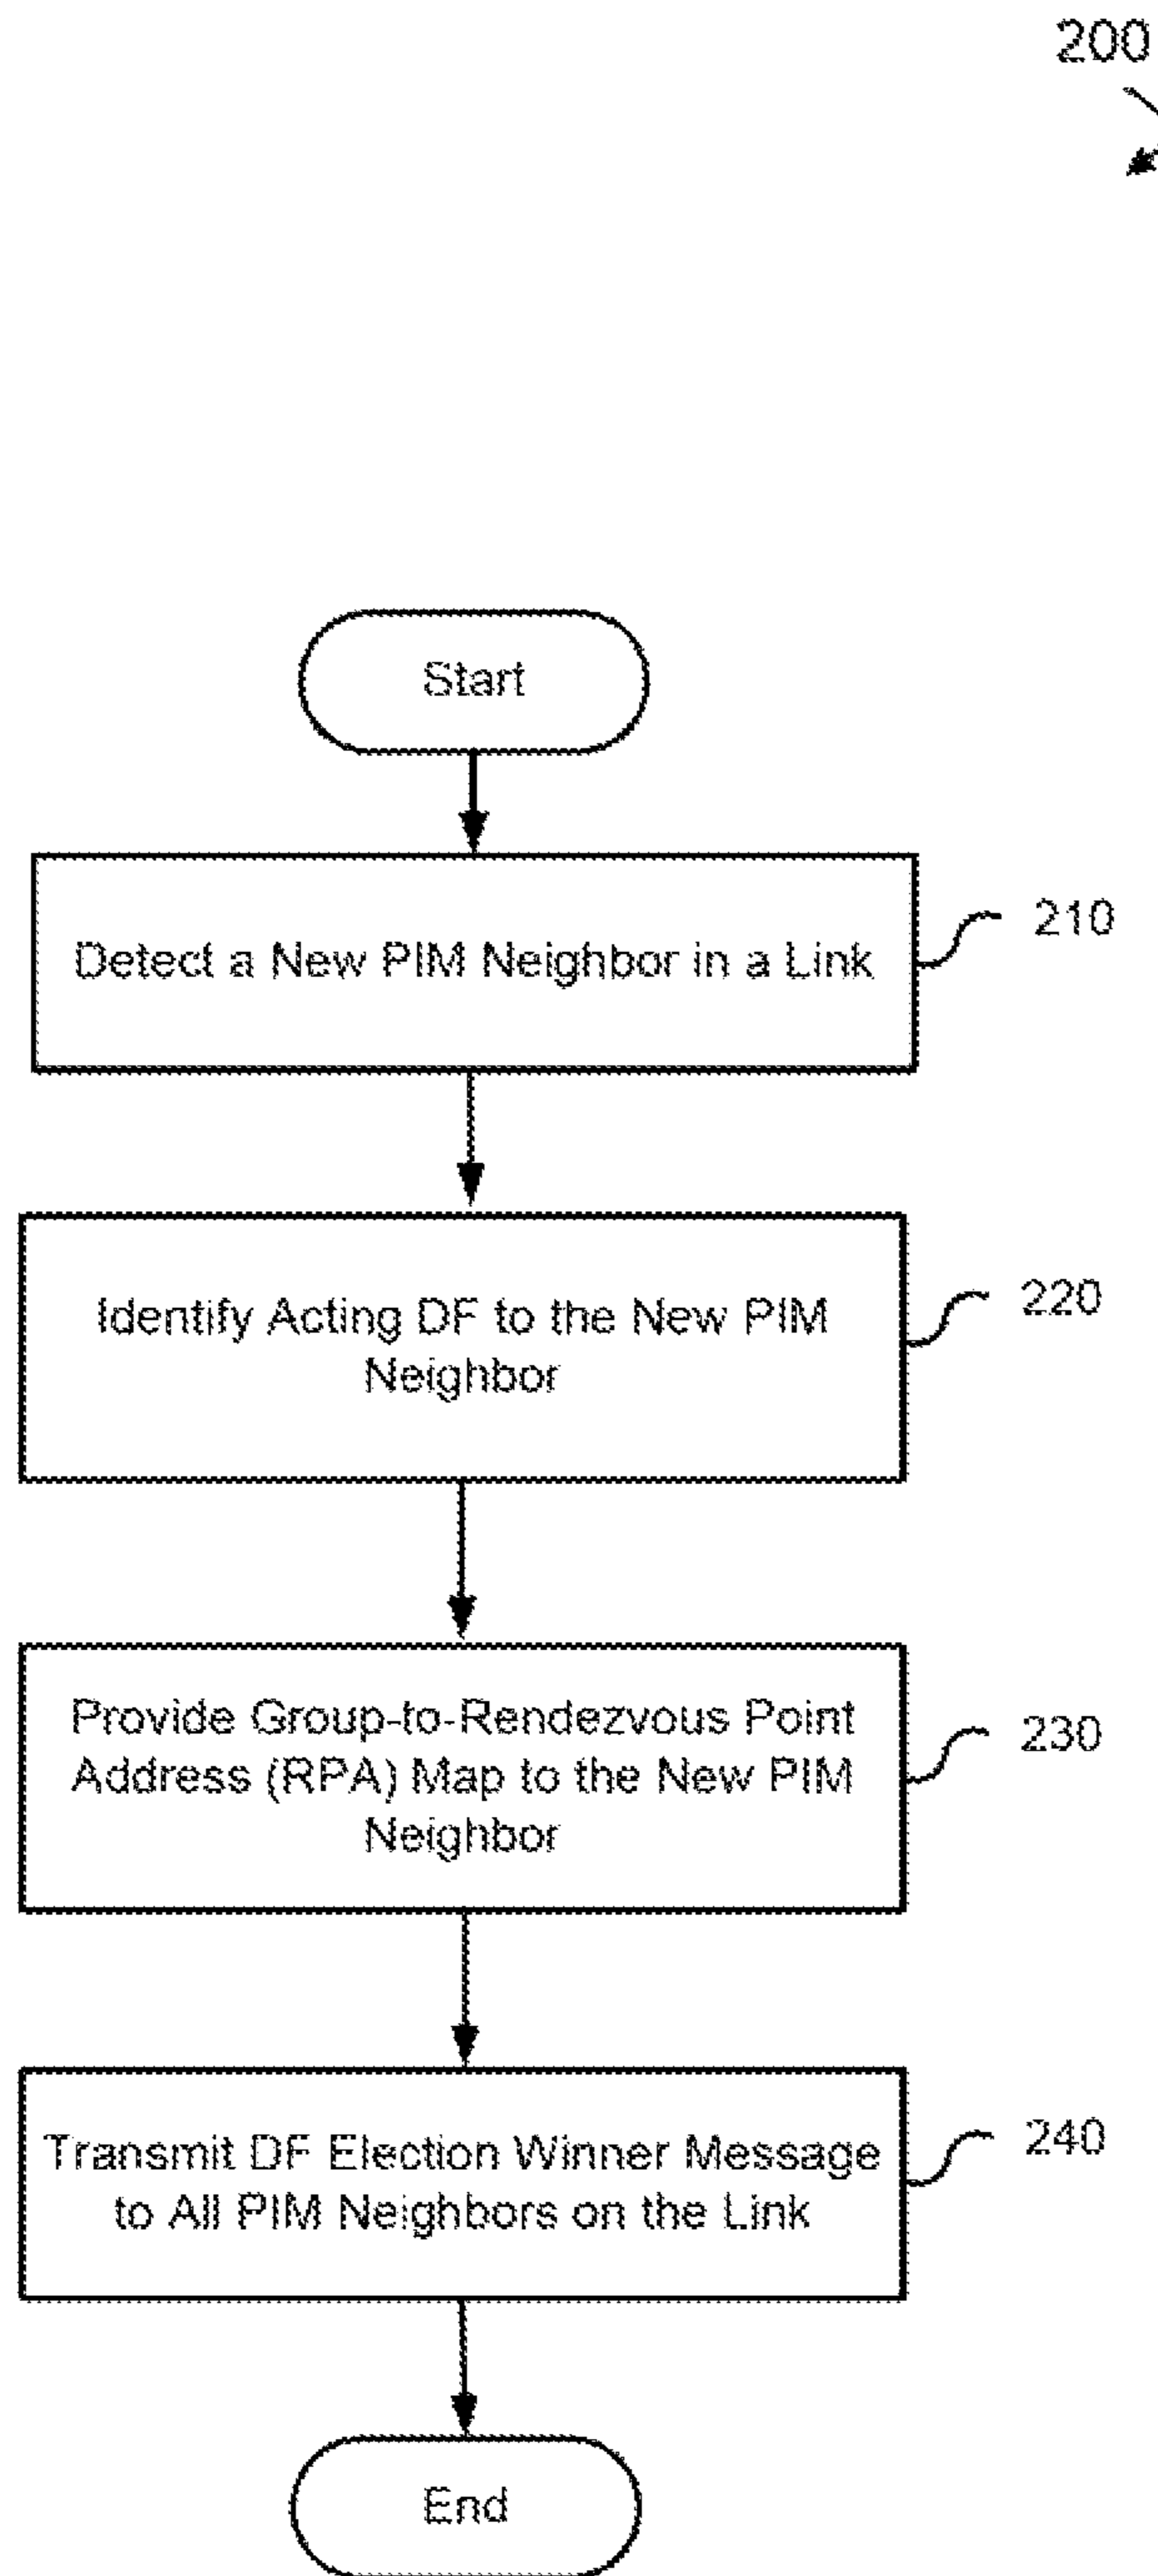 200
Start
Detect a New PIM Neighbor in a Link
210
Identify Acting DF to the New PIM
Neighbor
220
Provide Group-to-Rendezvous Point
Address (RPA) Map to the New PIM
Neighbor
230
Transmit DF Election Winner Message
to All PIM Neighbors on the Link
240
End